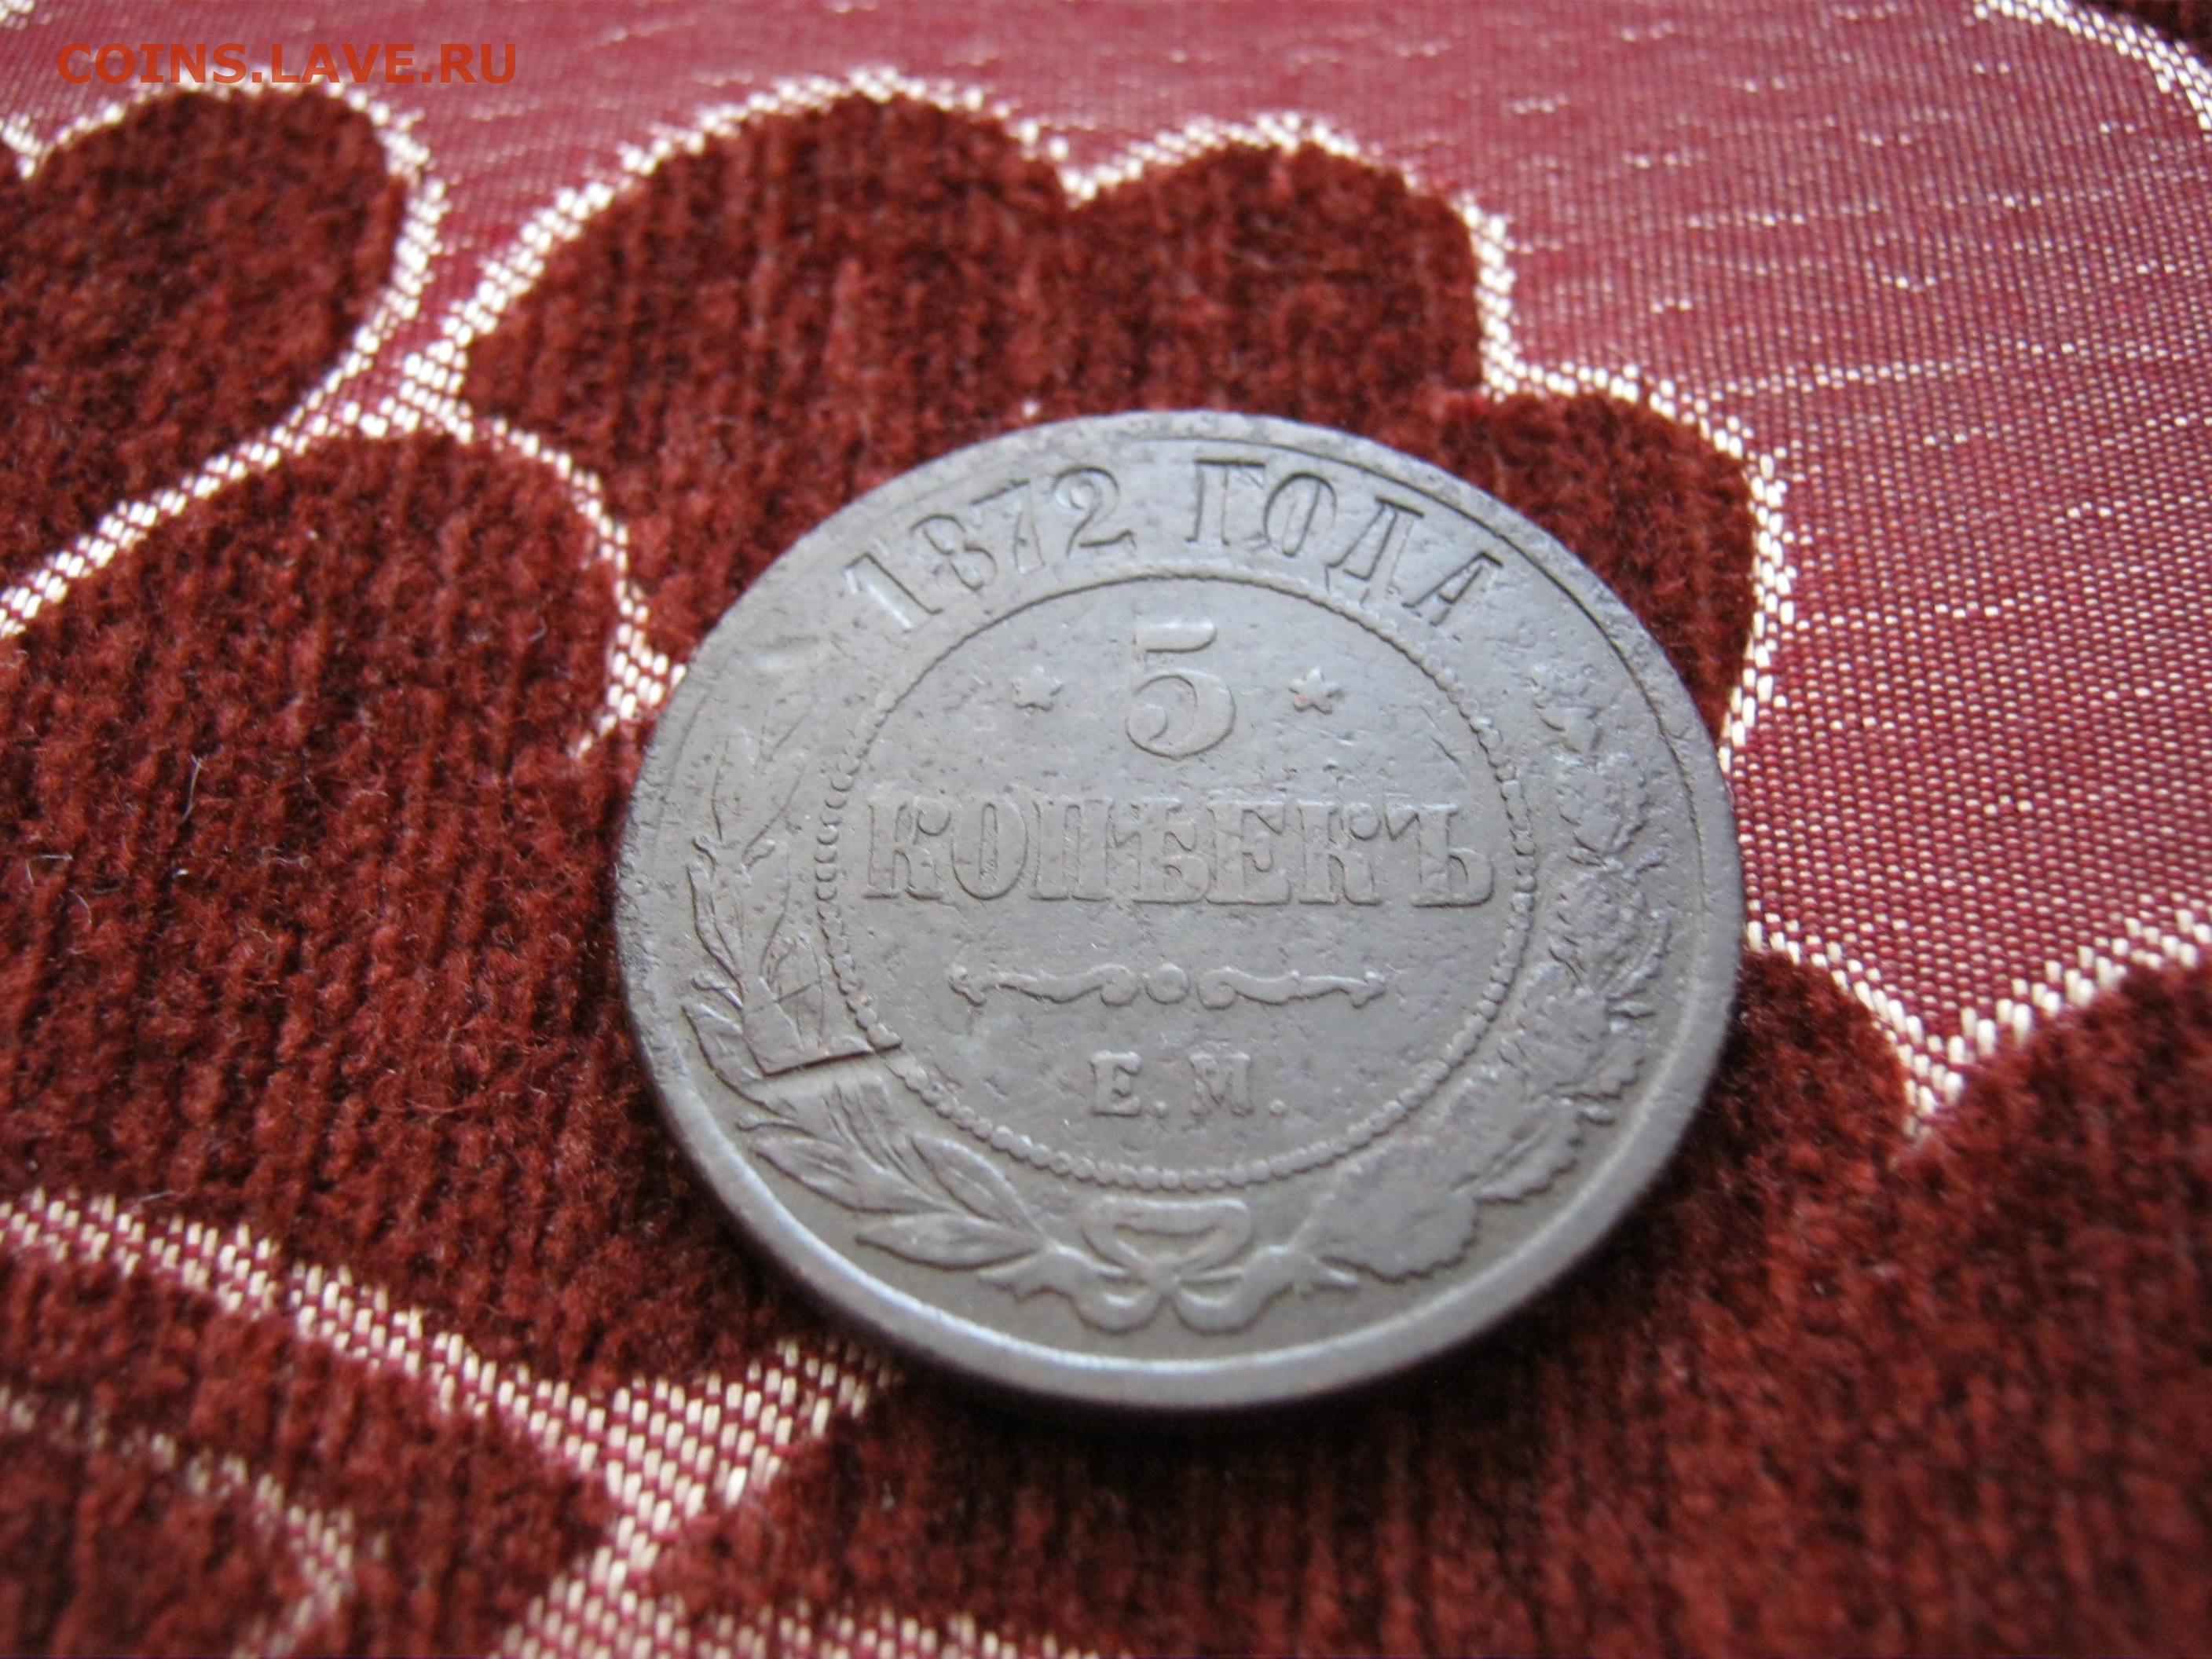 COINS.LAVE.RU
1872 ГОДА
* 5 *
КОПѢЕКЪ
Е.М.